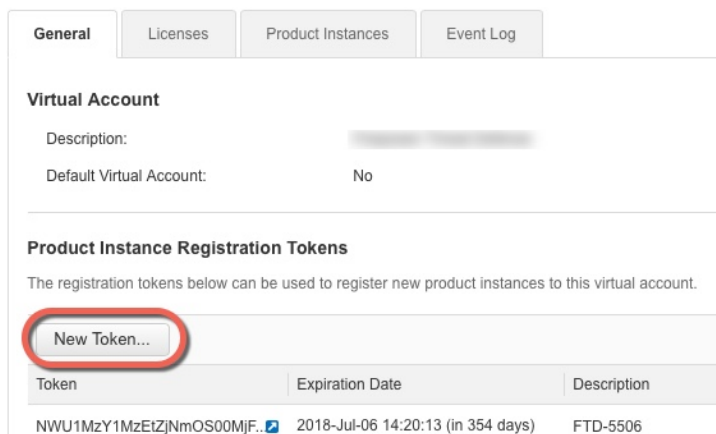 General Licenses Product Instances Event Log
Virtual Account
Description:
Default Virtual Account: No
Product Instance Registration Tokens
The registration tokens below can be used to register new product instances to this virtual account.
New Token...
Token Expiration Date Description
NWU1MzY1MzEtZjNmOS00MjF.. 2018-Jul-06 14:20:13 (in 354 days) FTD-5506